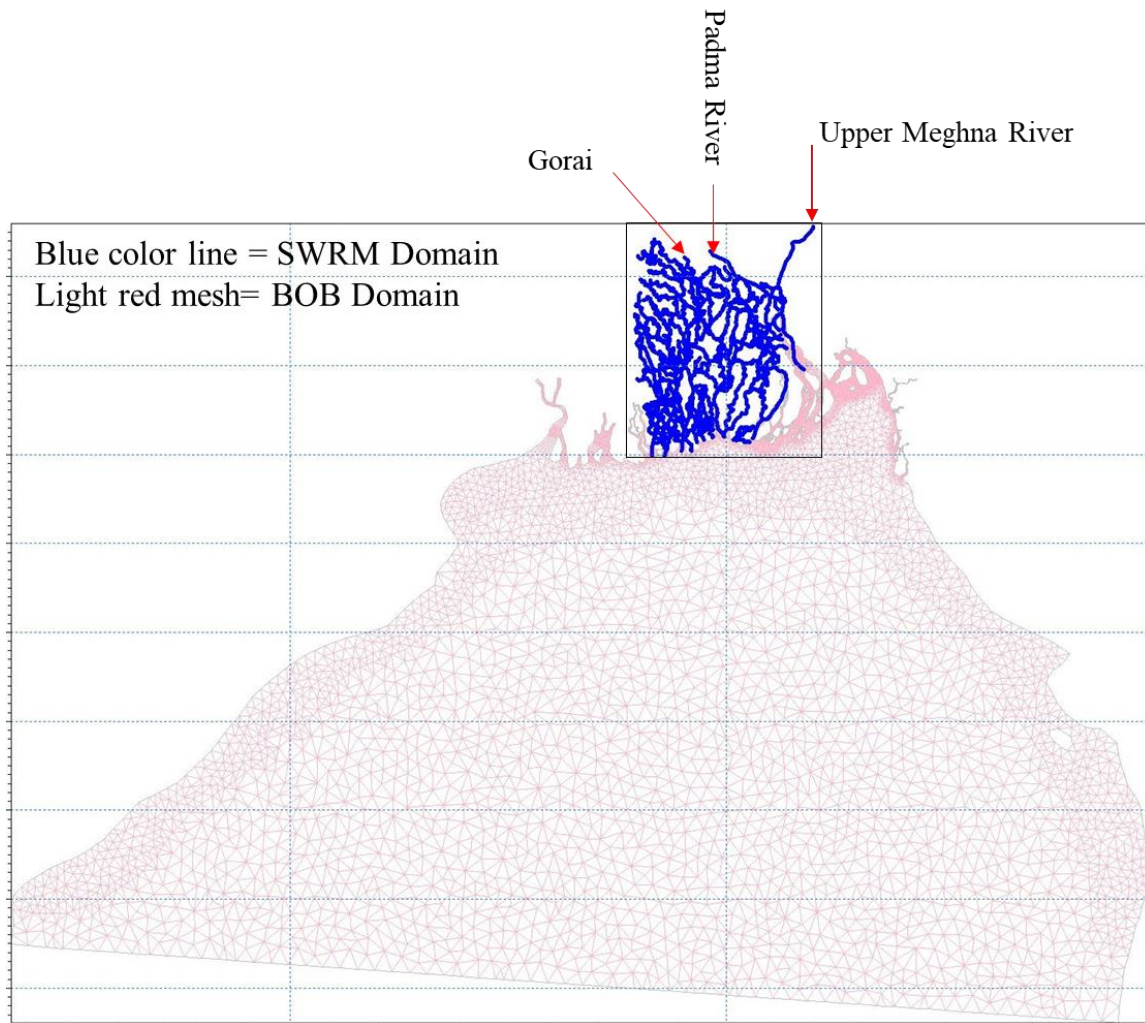 Padma River
Upper Meghna River
Gorai
Blue color line = SWRM Domain
Light red mesh= BOB Domain